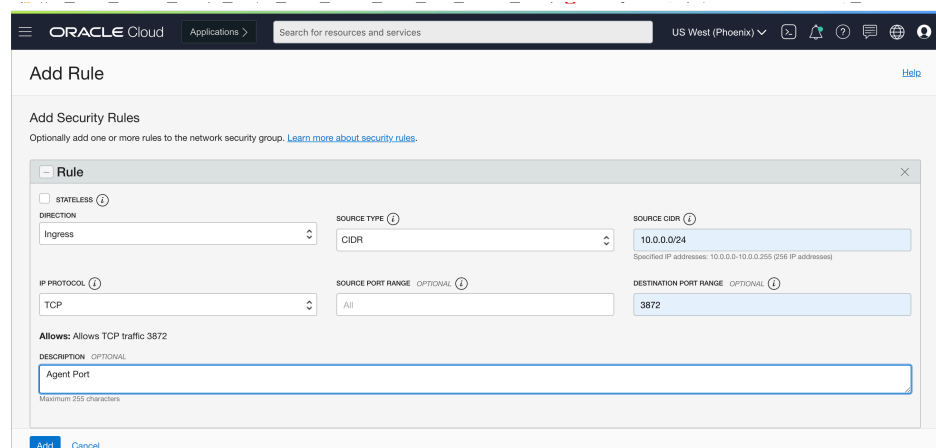 ORACLE Cloud
Applications >
Search for resources and services
US West (Phoenix)
Add Rule
Help
Add Security Rules
Optionally add one or more rules to the network security group. Learn more about security rules.
Rule
STATELESS
DIRECTION
SOURCE TYPE
SOURCE CIDR
Ingress
CIDR
10.0.0.0/24
Specified IP addresses: 10.0.0.0-10.0.0.255 (256 IP addresses)
IP PROTOCOL
SOURCE PORT RANGE OPTIONAL
DESTINATION PORT RANGE OPTIONAL
TCP
All
3872
Allows: Allows TCP traffic 3872
DESCRIPTION OPTIONAL
Agent Port
Maximum 255 characters
Add
Cancel